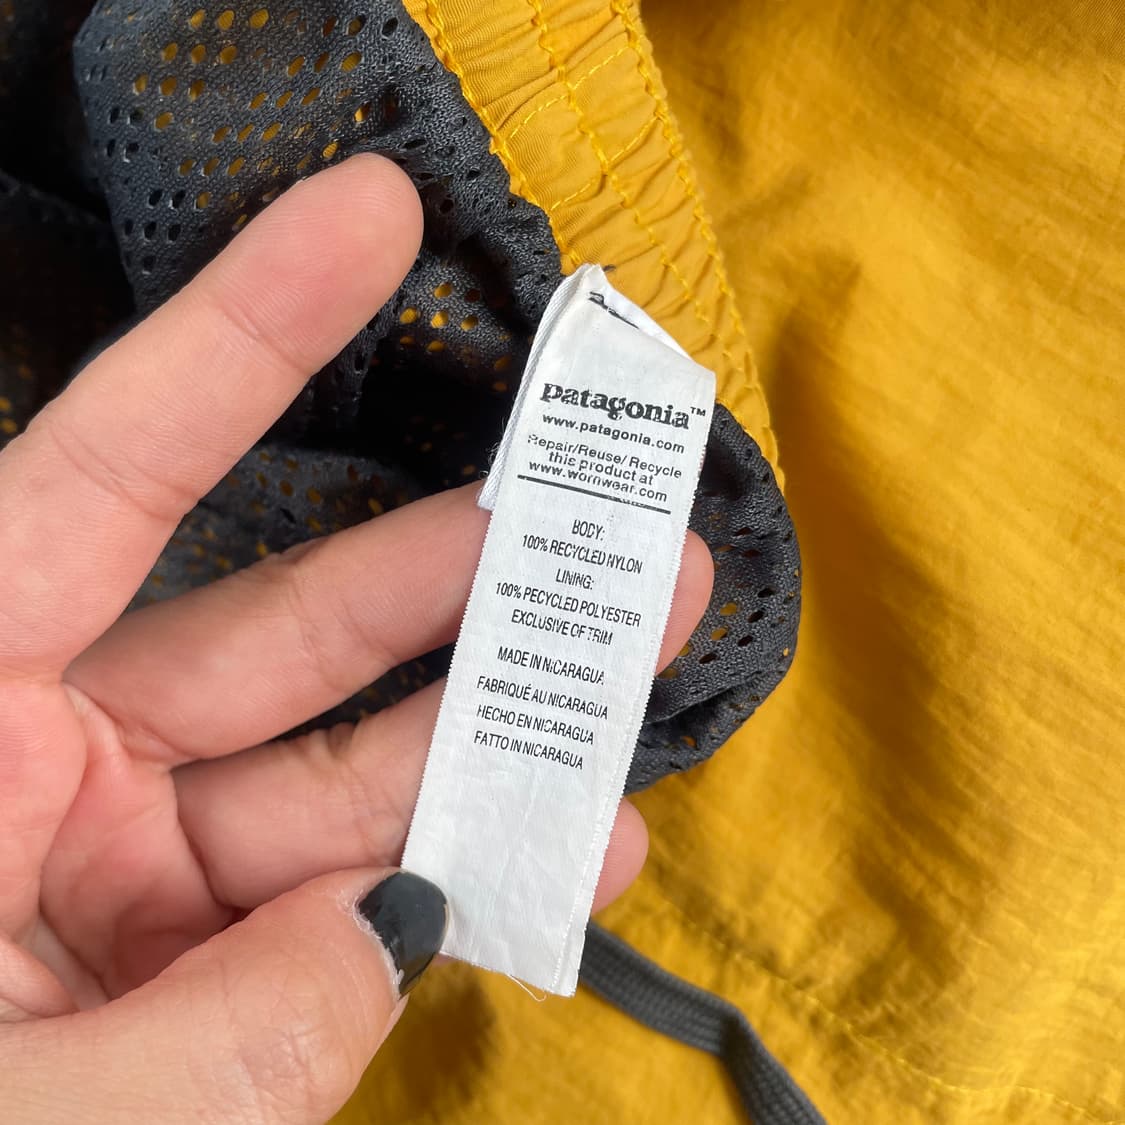 patagonia™
www.patagonia.com
Repair/Reuse/Recycle
this product at
www.wornwear.com
BODY:
100% RECYCLED NYLON
LINING:
100% RECYCLED POLYESTER
EXCLUSIVE OF TRIM
MADE IN NICARAGUA
FABRIQUÉ AU NICARAGUA
HECHO EN NICARAGUA
FATTO IN NICARAGUA